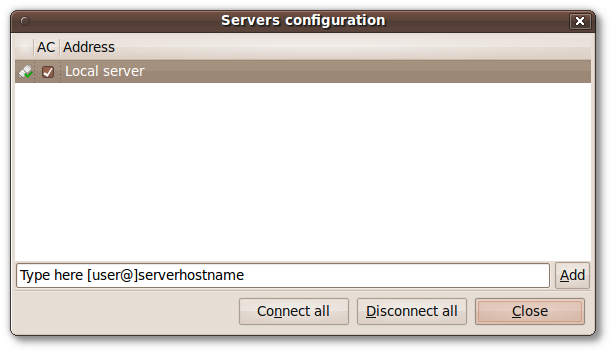 Servers configuration
AC Address
Local server
Type here [user@]serverhostname
Add
Connect all Disconnect all Close